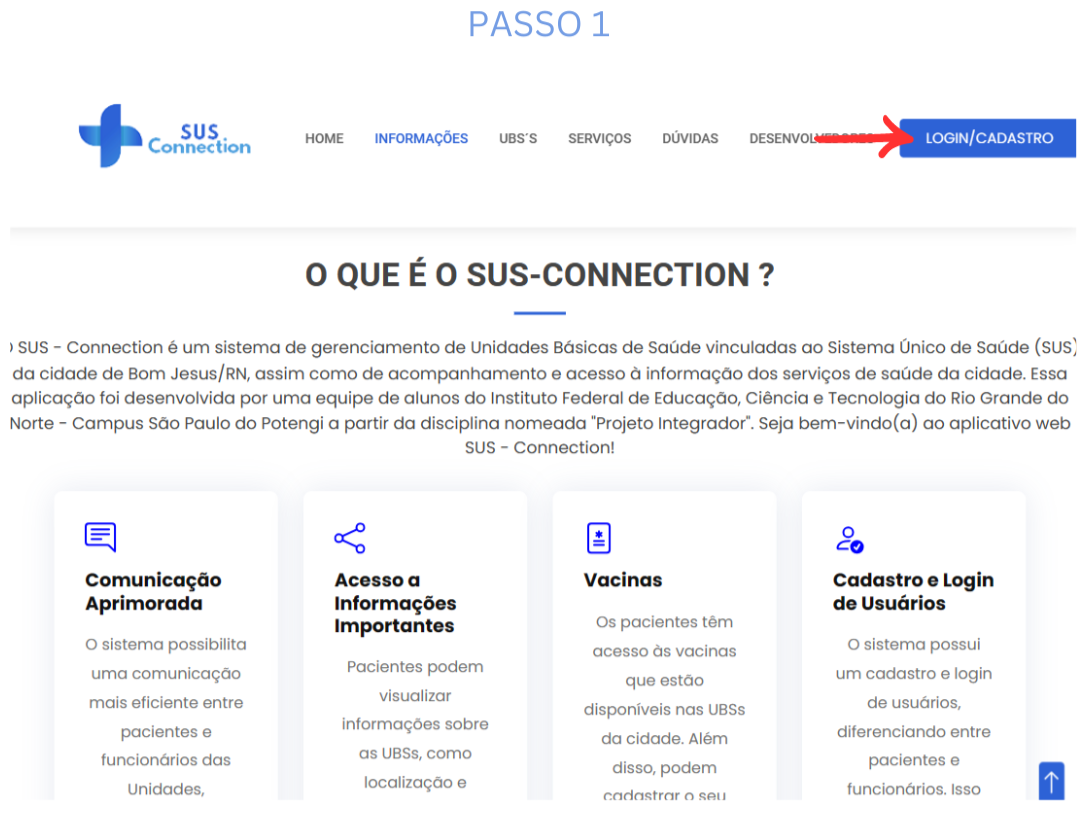 PASSO 1
SUS
Connection
HOME
INFORMAÇÕES
UBS´S
SERVIÇOS
DÚVIDAS
DESENVOLVEDORES
LOGIN/CADASTRO
O QUE É O SUS-CONNECTION ?
O SUS - Connection é um sistema de gerenciamento de Unidades Básicas de Saúde vinculadas ao Sistema Único de Saúde (SUS)
da cidade de Bom Jesus/RN, assim como de acompanhamento e acesso à informação dos serviços de saúde da cidade. Essa
aplicação foi desenvolvida por uma equipe de alunos do Instituto Federal de Educação, Ciência e Tecnologia do Rio Grande do
Norte - Campus São Paulo do Potengi a partir da disciplina nomeada "Projeto Integrador". Seja bem-vindo(a) ao aplicativo web
SUS - Connection!
Comunicação
Aprimorada
O sistema possibilita
uma comunicação
mais eficiente entre
pacientes e
funcionários das
Unidades,
Acesso a
Informações
Importantes
Pacientes podem
visualizar
informações sobre
as UBSs, como
localização e
Vacinas
Os pacientes têm
acesso às vacinas
que estão
disponíveis nas UBSs
da cidade. Além
disso, podem
cadastrar o seu
Cadastro e Login
de Usuários
O sistema possui
um cadastro e login
de usuários,
diferenciando entre
pacientes e
funcionários. Isso